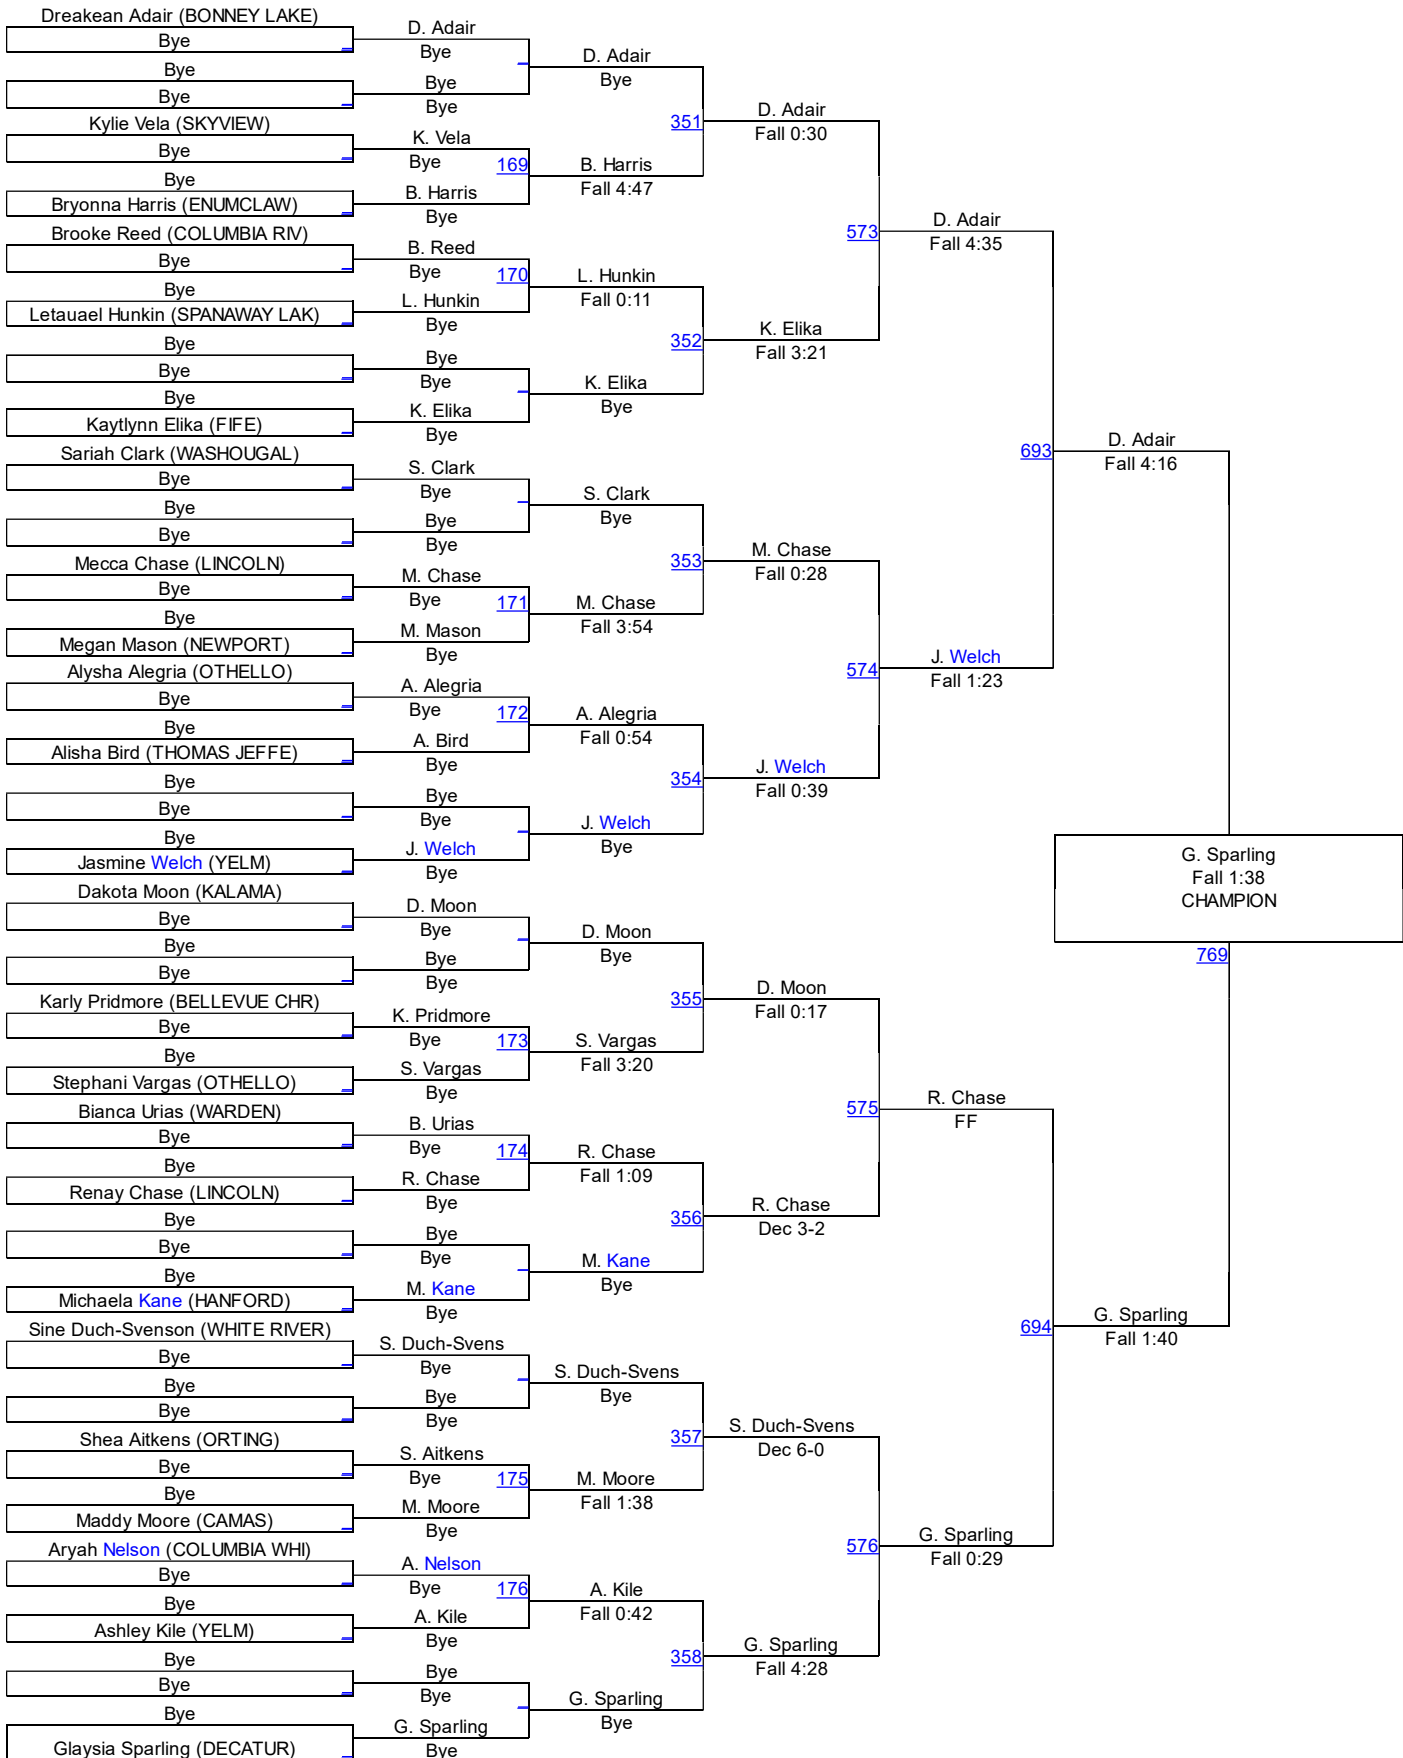 Dreakean Adair (BONNEY LAKE)
Bye
Bye
Bye
Kylie Vela (SKYVIEW)
Bye
Bye
Bryonna Harris (ENUMCLAW)
Brooke Reed (COLUMBIA RIV)
Bye
Bye
Letauael Hunkin (SPANAWAY LAK)
Bye
Bye
Bye
Kaytlynn Elika (FIFE)
Sariah Clark (WASHOUGAL)
Bye
Bye
Bye
Mecca Chase (LINCOLN)
Bye
Bye
Megan Mason (NEWPORT)
Alysha Alegria (OTHELLO)
Bye
Bye
Alisha Bird (THOMAS JEFFE)
Bye
Bye
Bye
Jasmine Welch (YELM)
Dakota Moon (KALAMA)
Bye
Bye
Bye
Karly Pridmore (BELLEVUE CHR)
Bye
Bye
Stephani Vargas (OTHELLO)
Bianca Urias (WARDEN)
Bye
Bye
Renay Chase (LINCOLN)
Bye
Bye
Bye
Michaela Kane (HANFORD)
Sine Duch-Svenson (WHITE RIVER)
Bye
Bye
Bye
Shea Aitkens (ORTING)
Bye
Bye
Maddy Moore (CAMAS)
Aryah Nelson (COLUMBIA WHI)
Bye
Bye
Ashley Kile (YELM)
Bye
Bye
Bye
Glaysia Sparling (DECATUR)
D. Adair
Bye
Bye
Bye
K. Vela
Bye
169
B. Harris
Bye
B. Reed
Bye
170
L. Hunkin
Bye
Bye
Bye
K. Elika
Bye
S. Clark
Bye
Bye
Bye
M. Chase
Bye
171
M. Mason
Bye
A. Alegria
Bye
172
A. Bird
Bye
Bye
Bye
J. Welch
Bye
D. Moon
Bye
Bye
Bye
K. Pridmore
Bye
173
S. Vargas
Bye
B. Urias
Bye
174
R. Chase
Bye
Bye
Bye
M. Kane
Bye
S. Duch-Svens
Bye
Bye
Bye
S. Aitkens
Bye
175
M. Moore
Bye
A. Nelson
Bye
176
A. Kile
Bye
Bye
Bye
G. Sparling
Bye
D. Adair
Bye
351
B. Harris
Fall 4:47
L. Hunkin
Fall 0:11
352
K. Elika
Bye
S. Clark
Bye
353
M. Chase
Fall 3:54
A. Alegria
Fall 0:54
354
J. Welch
Bye
D. Moon
Bye
355
S. Vargas
Fall 3:20
R. Chase
Fall 1:09
356
M. Kane
Bye
S. Duch-Svens
Bye
357
M. Moore
Fall 1:38
A. Kile
Fall 0:42
358
G. Sparling
Bye
D. Adair
Fall 0:30
573
K. Elika
Fall 3:21
M. Chase
Fall 0:28
574
J. Welch
Fall 0:39
D. Moon
Fall 0:17
575
R. Chase
Dec 3-2
S. Duch-Svens
Dec 6-0
576
G. Sparling
Fall 4:28
D. Adair
Fall 4:35
693
J. Welch
Fall 1:23
R. Chase
FF
694
G. Sparling
Fall 0:29
D. Adair
Fall 4:16
G. Sparling
Fall 1:38
CHAMPION
769
G. Sparling
Fall 1:40